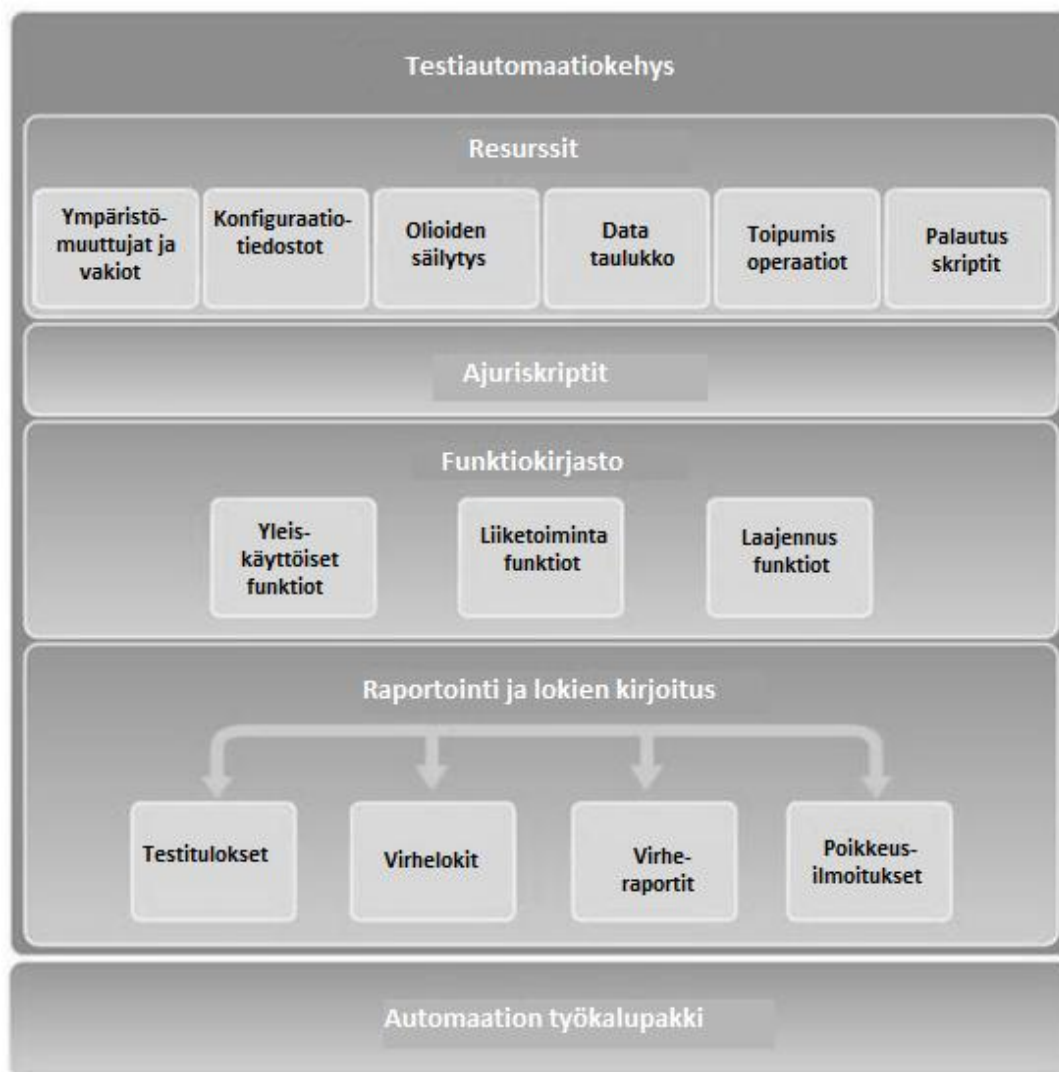 Testiautomaatiokehys
Resurssit
Ympäristö-
muuttujat ja
vakiot
Konfiguraatio-
tiedostot
Olioiden
säilytys
Data
taulukko
Toipumis
operaatiot
Palautus
skriptit
Ajuriskriptit
Funktiokirjasto
Yleis-
käyttöiset
funktiot
Liiketoiminta
funktiot
Laajennus
funktiot
Raportointi ja lokien kirjoitus
Testitulokset
Virhelokit
Virhe-
raportit
Poikkeus-
ilmoitukset
Automaation työkalupakki